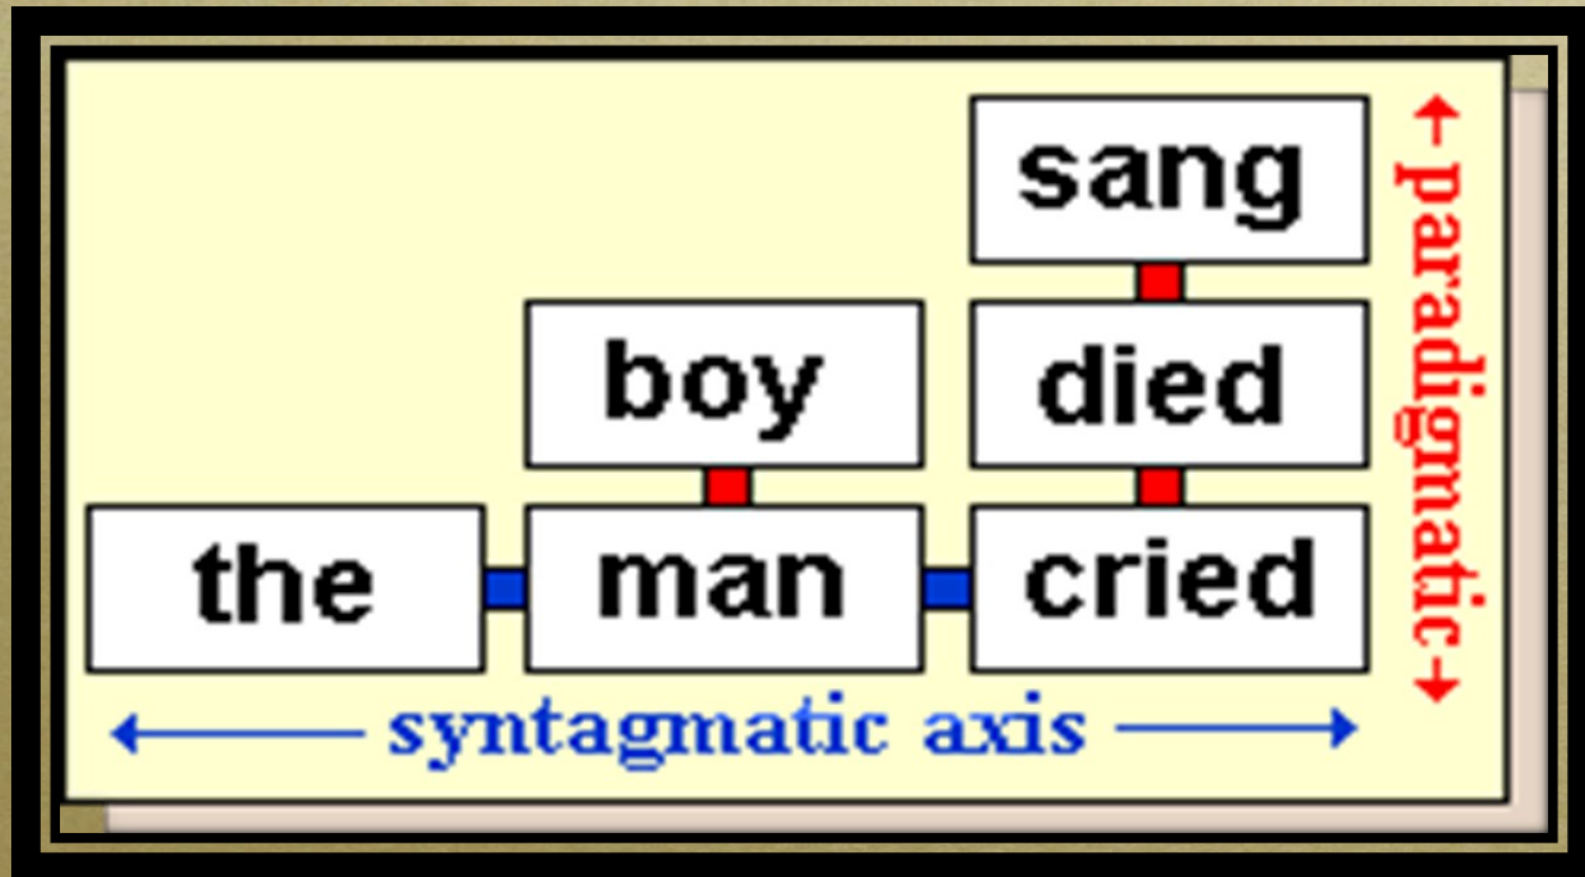 sang
boy died
the man cried
syntagmatic axis
paradigmatic